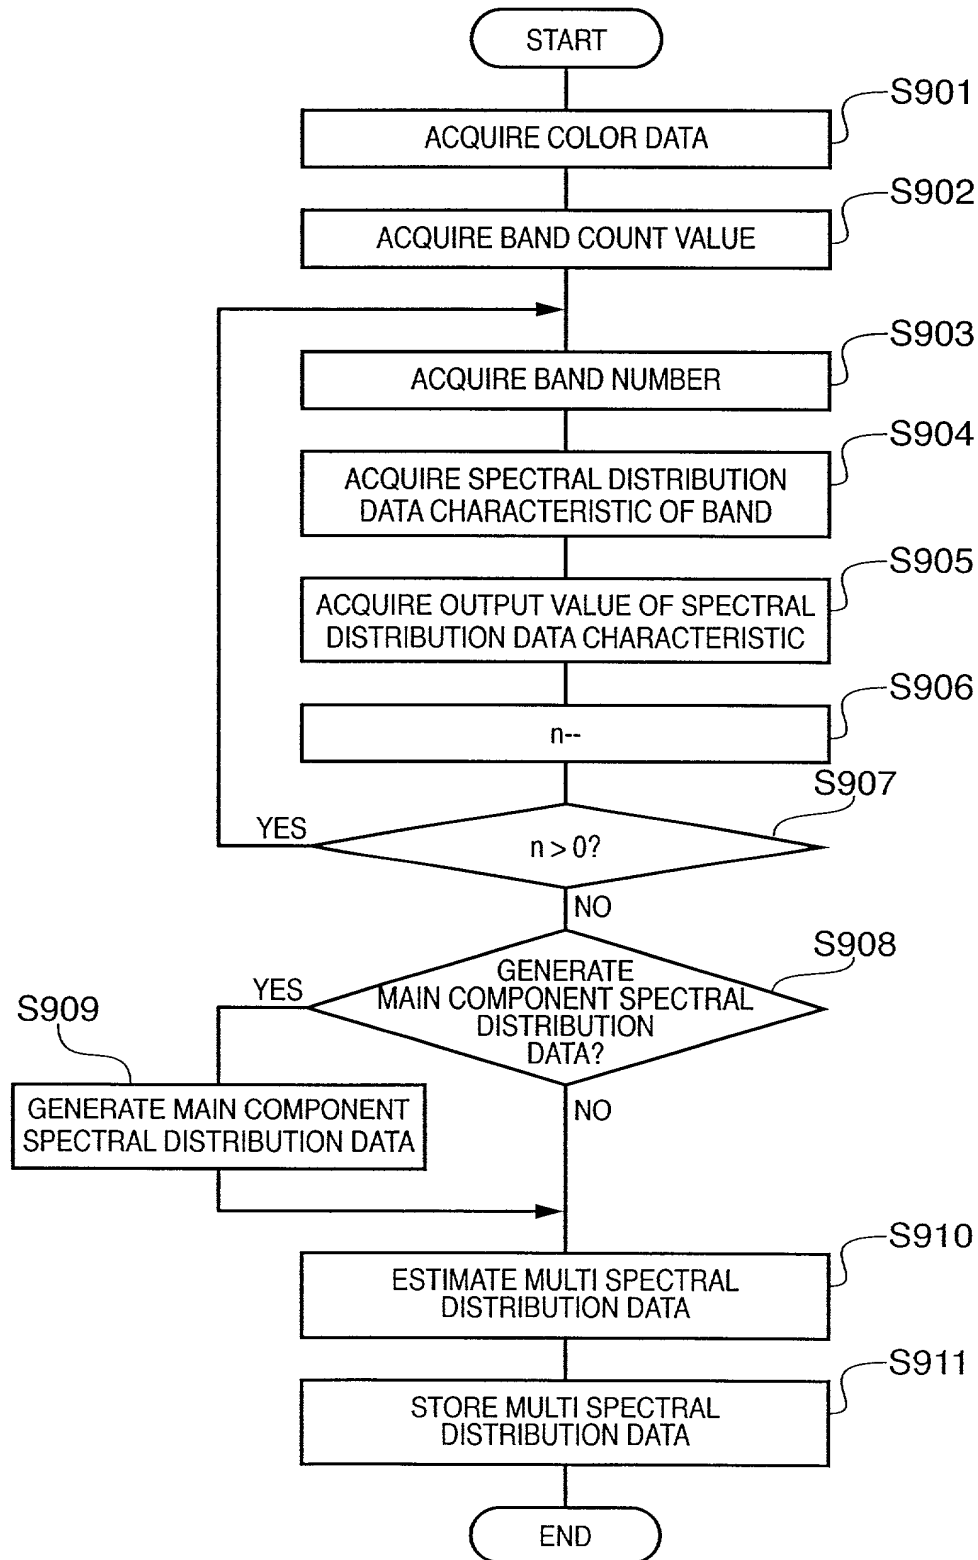 START
S901
ACQUIRE COLOR DATA
S902
ACQUIRE BAND COUNT VALUE
S903
ACQUIRE BAND NUMBER
S904
ACQUIRE SPECTRAL DISTRIBUTION
DATA CHARACTERISTIC OF BAND
S905
ACQUIRE OUTPUT VALUE OF SPECTRAL
DISTRIBUTION DATA CHARACTERISTIC
S906
n--
S907
YES
n > 0?
NO
S908
YES
GENERATE
MAIN COMPONENT SPECTRAL
DISTRIBUTION
DATA?
S909
NO
GENERATE MAIN COMPONENT
SPECTRAL DISTRIBUTION DATA
S910
ESTIMATE MULTI SPECTRAL
DISTRIBUTION DATA
S911
STORE MULTI SPECTRAL
DISTRIBUTION DATA
END